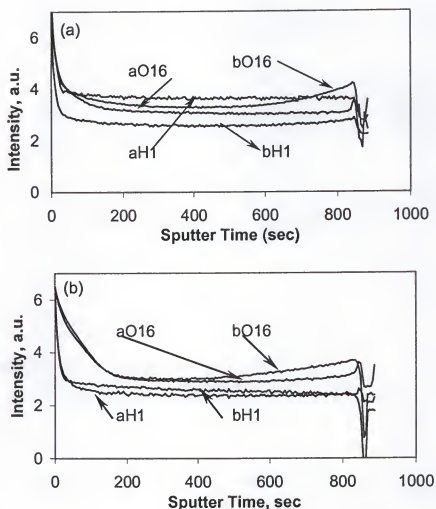 (a)
6
4
2
0
Intensity, a.u.
aO16
bO16
aH1
bH1
0 200 400 600 800 1000
Sputter Time (sec)
(b)
6
4
2
0
Intensity, a.u.
aO16
bO16
aH1
bH1
0 200 400 600 800 1000
Sputter Time, sec